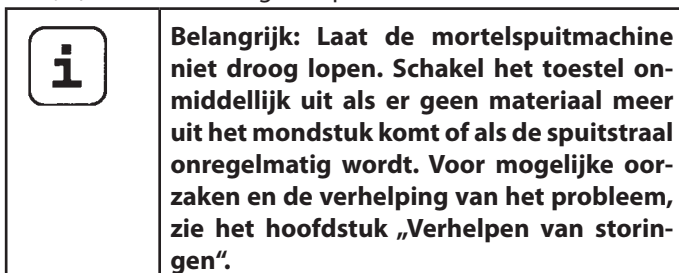 Belangrijk: Laat de mortelspuitmachine
niet droog lopen. Schakel het toestel on-
middellijk uit als er geen materiaal meer
uit het mondstuk komt of als de spuitstraal
onregelmatig wordt. Voor mogelijke oor-
zaken en de verhelping van het probleem,
zie het hoofdstuk „Verhelpen van storin-
gen“.